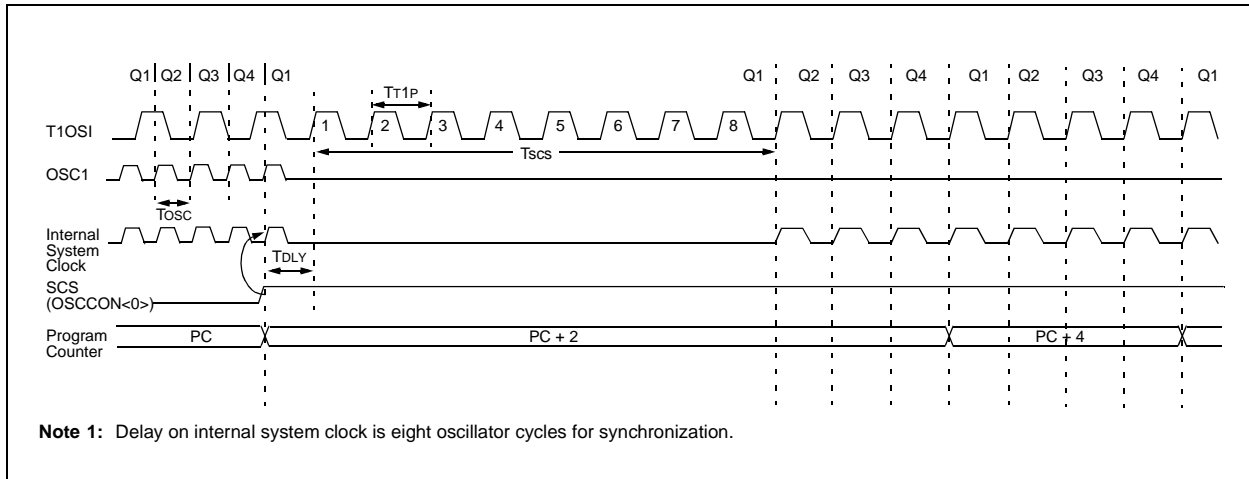 Q1 Q2 Q3 Q4 Q1 Q1 Q2 Q3 Q4 Q1 Q2 Q3 Q4 Q1
TT1P
T1OSI 1 2 3 4 5 6 7 8
TSCS
OSC1
TOSC
Internal
System
Clock
TDLY
SCS
(OSCCON<0>)
Program
Counter
PC PC + 2 PC + 4
Note 1: Delay on internal system clock is eight oscillator cycles for synchronization.